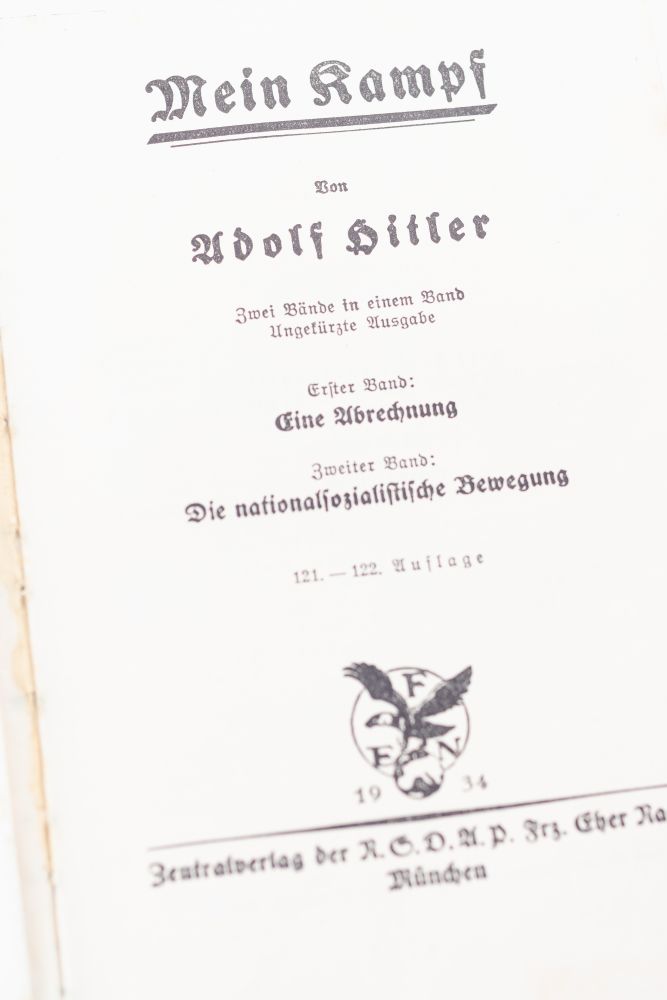 Mein Kampf
Von
Adolf Hitler
Zwei Bände in einem Band
Ungekürzte Ausgabe
Erster Band:
Eine Abrechnung
Zweiter Band:
Die nationalsozialistische Bewegung
121. — 122. Auflage
F
E N
19 34
Zentralverlag der N. S. D. A. P. Frz. Eher Na
München